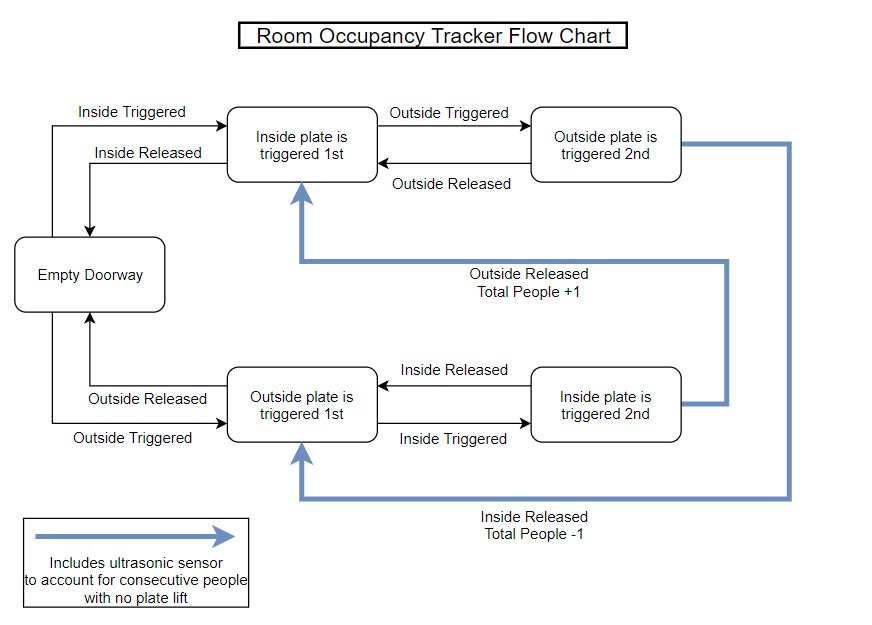 Room Occupancy Tracker Flow Chart
Inside Triggered
Outside Triggered
Inside plate is
triggered 1st
Outside plate is
triggered 2nd
Inside Released
Outside Released
Empty Doorway
Outside Released
Total People +1
Inside Released
Outside plate is
triggered 1st
Inside plate is
triggered 2nd
Outside Released
Outside Triggered
Inside Triggered
Inside Released
Total People -1
Includes ultrasonic sensor
to account for consecutive people
with no plate lift